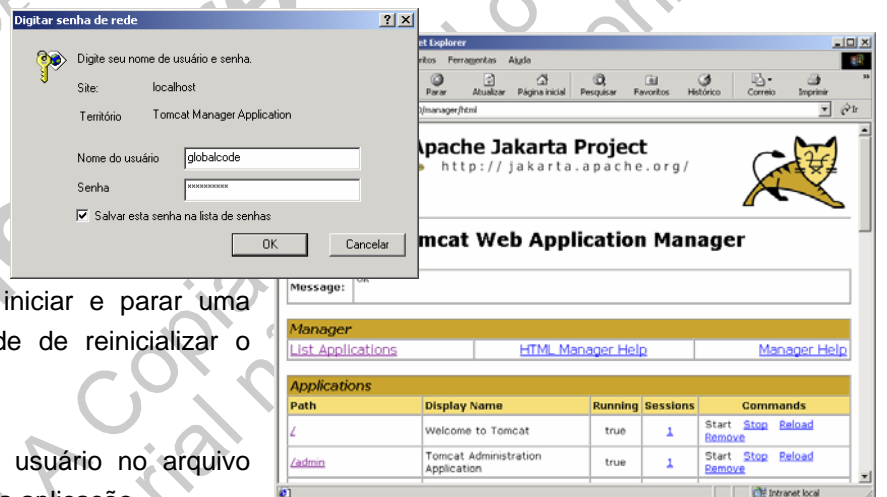 Digitar senha de rede
Digite seu nome de usuário e senha.
Site: localhost
Território Tomcat Manager Application
Nome do usuário globalcode
Senha xxxxxxxxxx
Salvar esta senha na lista de senhas
OK Cancelar
et Explorer
ritos Ferramentas Ajuda
Parar Atualizar Página inicial Pesquisar Favoritos Histórico Correio Imprimir
)/manager/html Ir
Apache Jakarta Project
http://jakarta.apache.org/
mcat Web Application Manager
Message: OK
Manager
List Applications HTML Manager Help Manager Help
Applications
Path Display Name Running Sessions Commands
/ Welcome to Tomcat true 1 Start Stop Reload
Remove
/admin Tomcat Administration
Application true 1 Start Stop Reload
Remove
Intranet local
iniciar e parar uma
de de reinicializar o
usuário no arquivo
aplicação
A Copia
rial